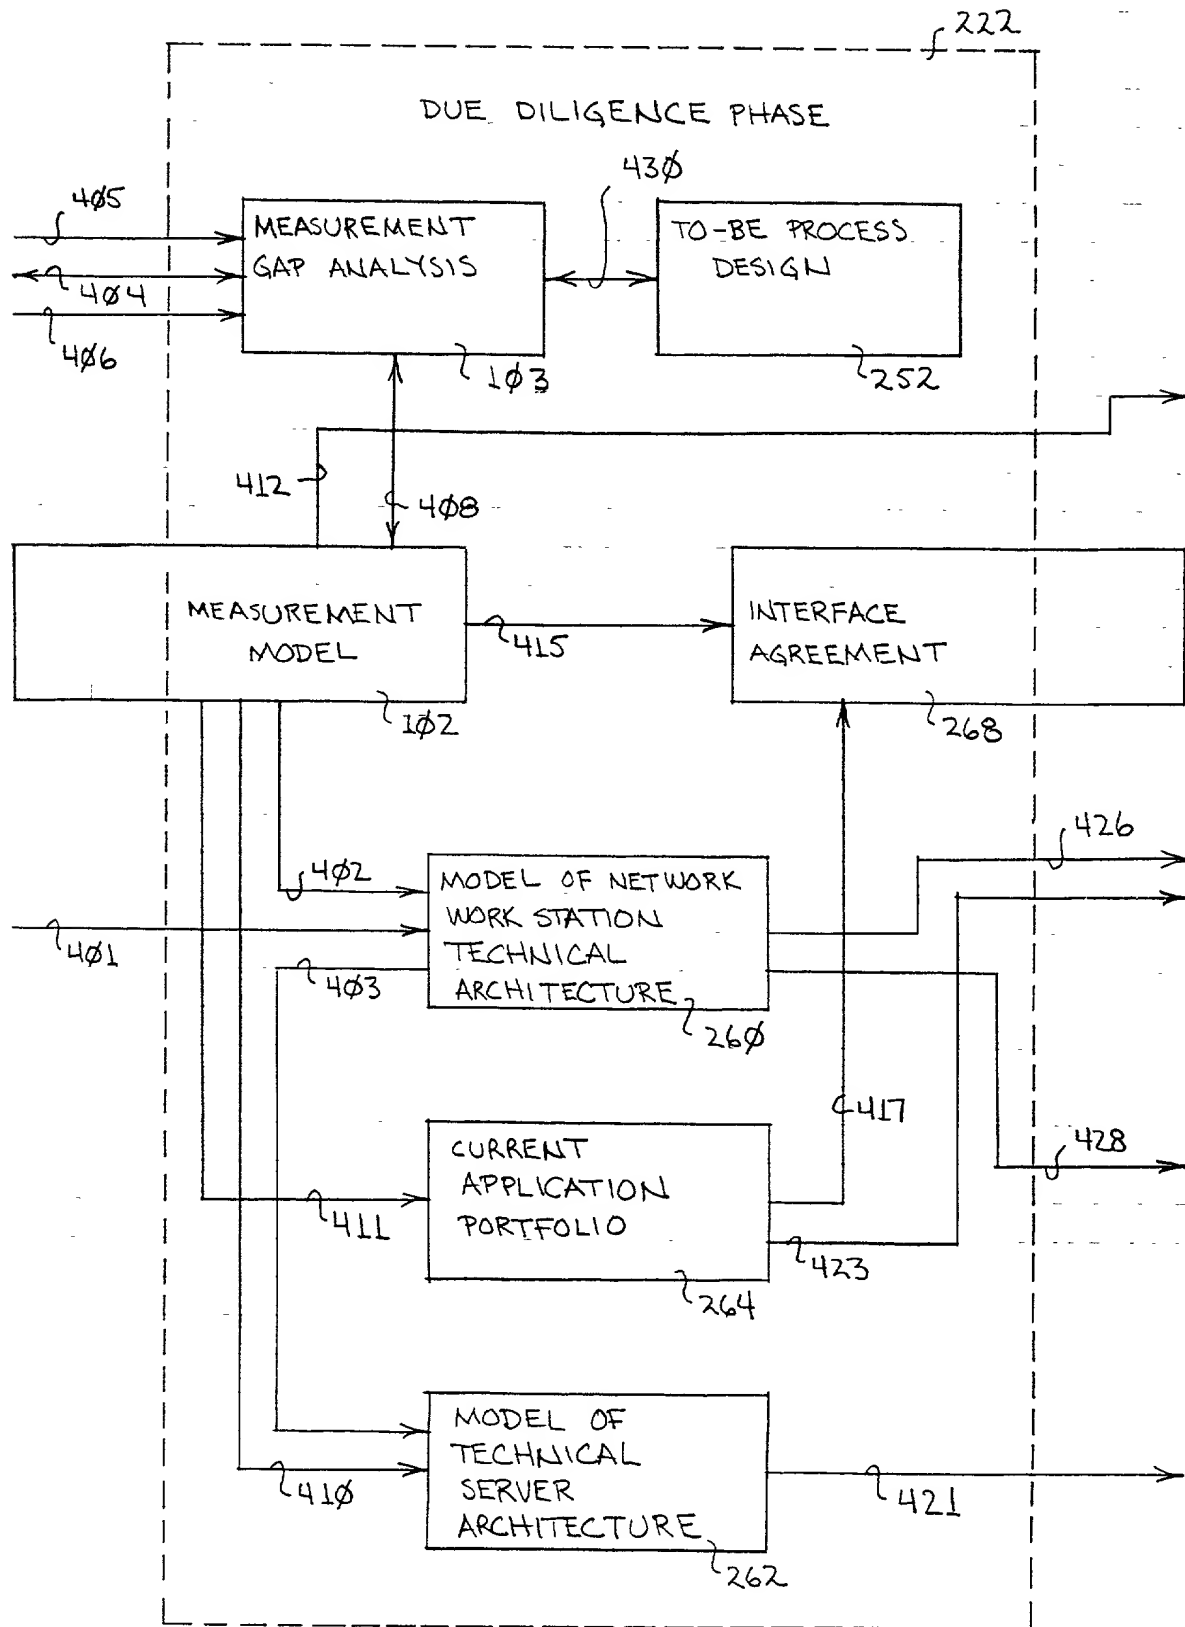 222
DUE DILIGENCE PHASE
430
405
MEASUREMENT
GAP ANALYSIS
TO-BE PROCESS
DESIGN
404
406
103
252
412
408
MEASUREMENT
MODEL
415
INTERFACE
AGREEMENT
102
268
426
402
MODEL OF NETWORK
WORK STATION
TECHNICAL
ARCHITECTURE
401
403
260
417
428
CURRENT
APPLICATION
PORTFOLIO
411
423
264
MODEL OF
TECHNICAL
SERVER
ARCHITECTURE
410
421
262